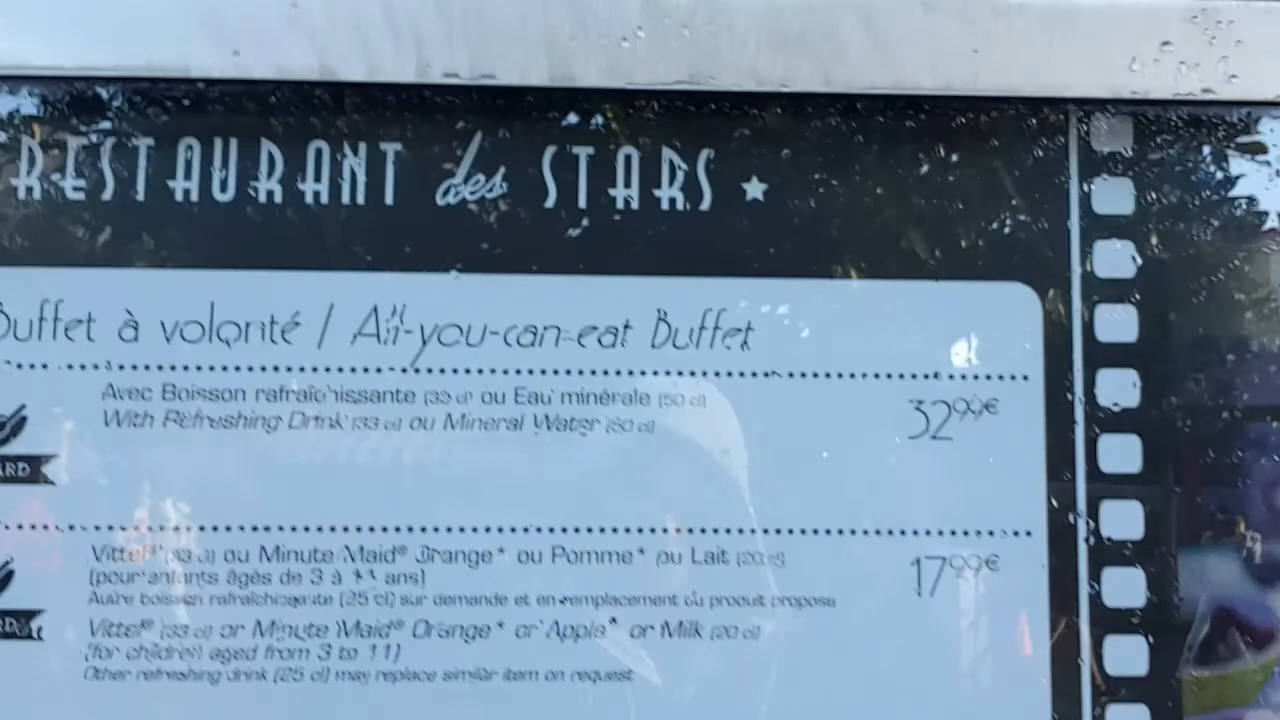 RESTAURANT des STARS
Buffet à volonté / All-you-can-eat Buffet
Avec Boisson rafraîchissante (33 cl) ou Eau minérale (50 cl)
32⁹⁹€
With Refreshing Drink (33 cl) ou Mineral Water (50 cl)
ARD
Vittel® (33 cl) ou Minute Maid® Orange* ou Pomme* ou Lait (20 cl)
17⁹⁹€
(pour enfants âgés de 3 à 11 ans)
Autre boisson rafraîchissante (25 cl) sur demande et en remplacement du produit proposé
Vittel® (33 cl) or Minute Maid® Orange* or Apple* or Milk (20 cl)
(for children aged from 3 to 11)
Other refreshing drink (25 cl) may replace similar item on request